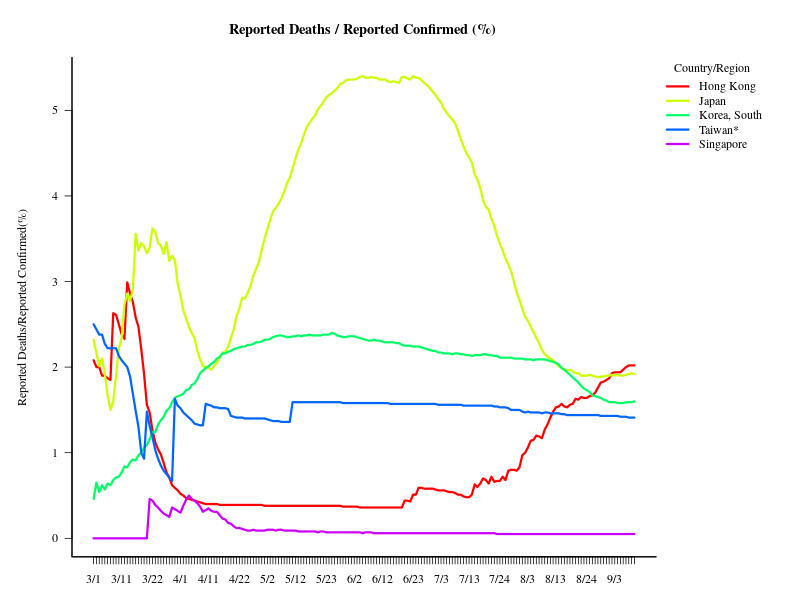 Reported Deaths / Reported Confirmed (%)
Country/Region
Hong Kong
Japan
Korea, South
Taiwan*
Singapore
Reported Deaths/Reported Confirmed(%)
5
4
3
2
1
0
3/1 3/11 3/22 4/1 4/11 4/22 5/2 5/12 5/23 6/2 6/12 6/23 7/3 7/13 7/24 8/3 8/13 8/24 9/3